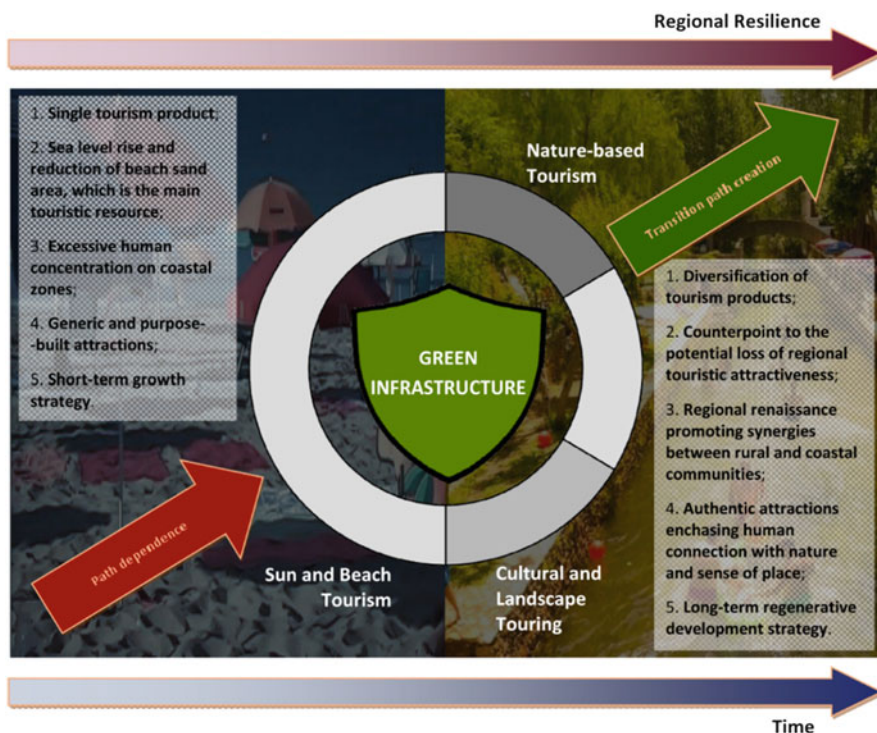 Regional Resilience
1. Single tourism product;
2. Sea level rise and
reduction of beach sand
area, which is the main
touristic resource;
3. Excessive human
concentration on coastal
zones;
4. Generic and purpose-
-built attractions;
5. Short-term growth
strategy.
Path dependence
Sun and Beach
Tourism
GREEN
INFRASTRUCTURE
Nature-based
Tourism
Cultural and
Landscape
Touring
Transition path creation
1. Diversification of
tourism products;
2. Counterpoint to the
potential loss of regional
touristic attractiveness;
3. Regional renaissance
promoting synergies
between rural and coastal
communities;
4. Authentic attractions
enchasing human
connection with nature
and sense of place;
5. Long-term regenerative
development strategy.
Time